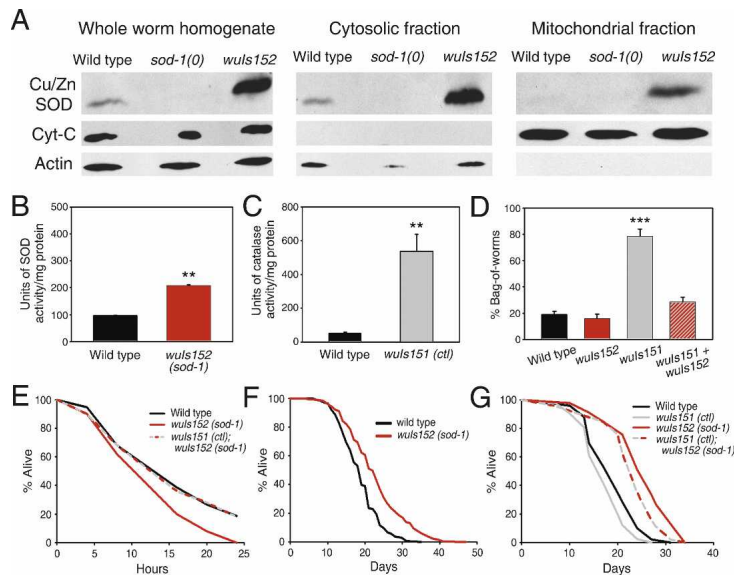 A
Whole worm homogenate
Cytosolic fraction
Mitochondrial fraction
Wild type sod-1(0) wuIs152
Wild type sod-1(0) wuIs152
Wild type sod-1(0) wuIs152
Cu/Zn
SOD
Cyt-C
Actin
B
Units of SOD
activity/mg protein
500
400
300
200
100
0
**
Wild type
wuIs152
(sod-1)
C
Units of catalase
activity/mg protein
800
600
400
200
0
**
Wild type
wuIs151 (ctl)
D
% Bag-of-worms
100
80
60
40
20
0
***
Wild type
wuIs152
wuIs151
wuIs151 +
wuIs152
E
% Alive
100
80
60
40
20
0
0 5 10 15 20 25
Hours
Wild type
wuIs152 (sod-1)
wuIs151 (ctl);
wuIs152 (sod-1)
F
% Alive
100
80
60
40
20
0
0 10 20 30 40 50
Days
wild type
wuIs152 (sod-1)
G
% Alive
100
80
60
40
20
0
0 10 20 30 40
Days
Wild type
wuIs151 (ctl)
wuIs152 (sod-1)
wuIs151 (ctl);
wuIs152 (sod-1)